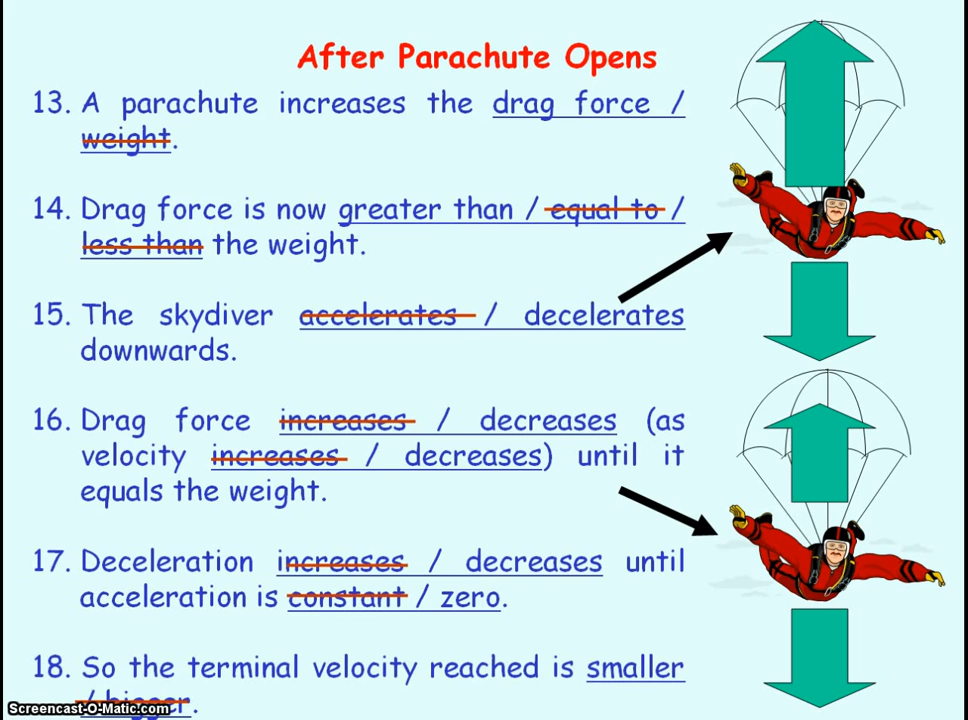 After Parachute Opens
13. A parachute increases the drag force /
weight.
14. Drag force is now greater than / equal to /
less than the weight.
15. The skydiver accelerates / decelerates
downwards.
16. Drag force increases / decreases (as
velocity increases / decreases) until it
equals the weight.
17. Deceleration increases / decreases until
acceleration is constant / zero.
18. So the terminal velocity reached is smaller
/ bigger.
Screencast-O-Matic.com